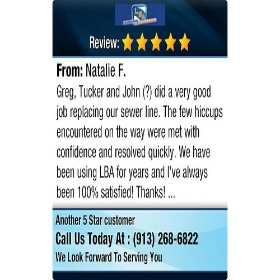 Review:
From: Natalie F.
Greg, Tucker and John (?) did a very good
job replacing our sewer line. The few hiccups
encountered on the way were met with
confidence and resolved quickly. We have
been using LBA for years and I've always
been 100% satisfied! Thanks! ...
Another 5 Star customer
Call Us Today At : (913) 268-6822
We Look Forward To Serving You